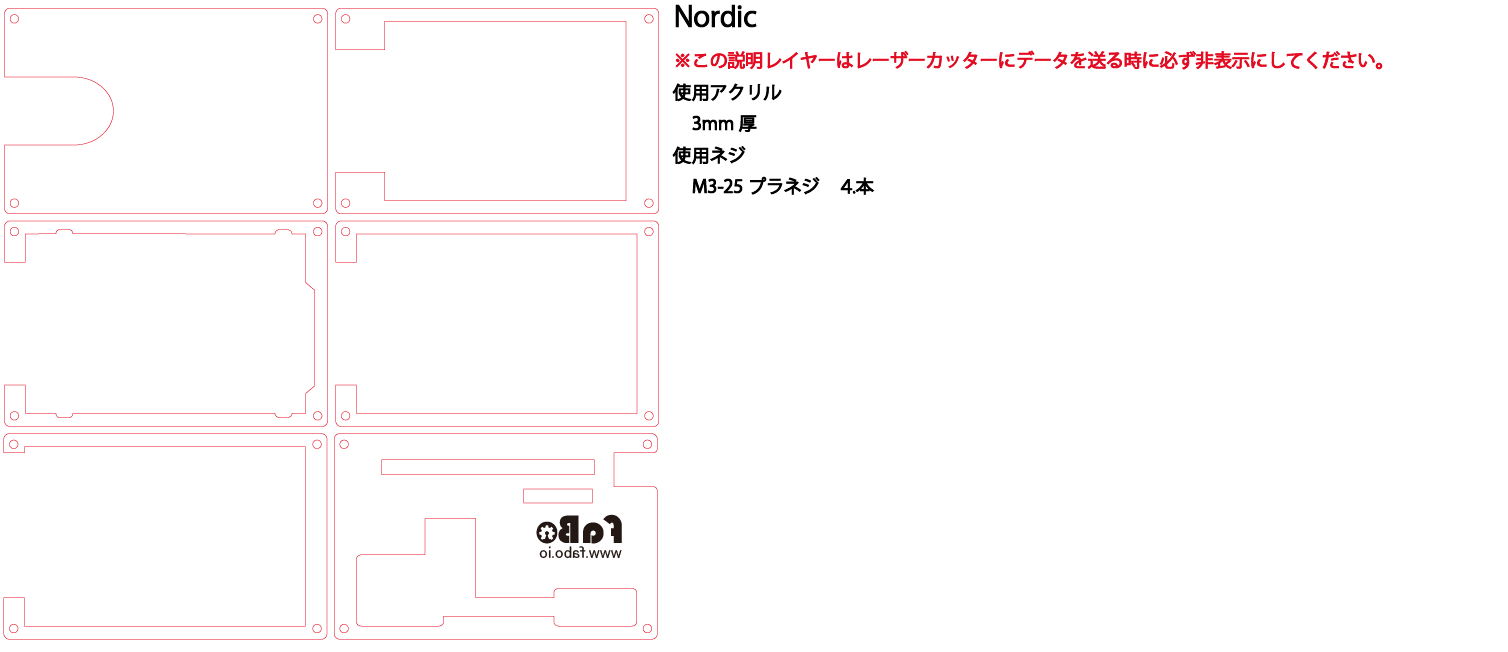 Nordic
※この説明レイヤーはレーザーカッターにデータを送る時に必ず非表示にしてください。
使用アクリル
3mm 厚
使用ネジ
M3-25 プラネジ 4.本
FaBo
www.fabo.io